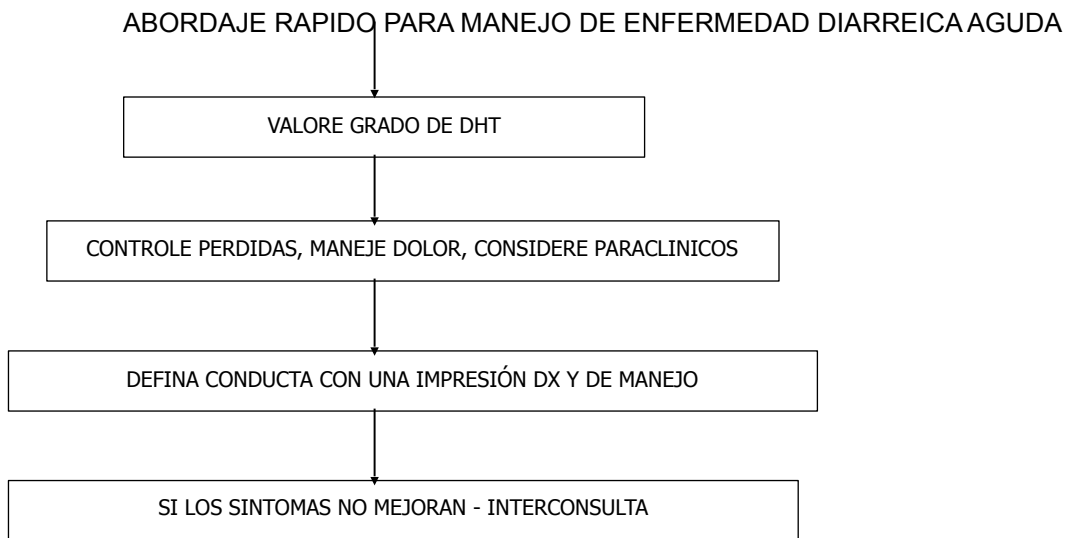 ABORDAJE RAPIDO PARA MANEJO DE ENFERMEDAD DIARREICA AGUDA
VALORE GRADO DE DHT
CONTROLE PERDIDAS, MANEJE DOLOR, CONSIDERE PARACLINICOS
DEFINA CONDUCTA CON UNA IMPRESIÓN DX Y DE MANEJO
SI LOS SINTOMAS NO MEJORAN - INTERCONSULTA